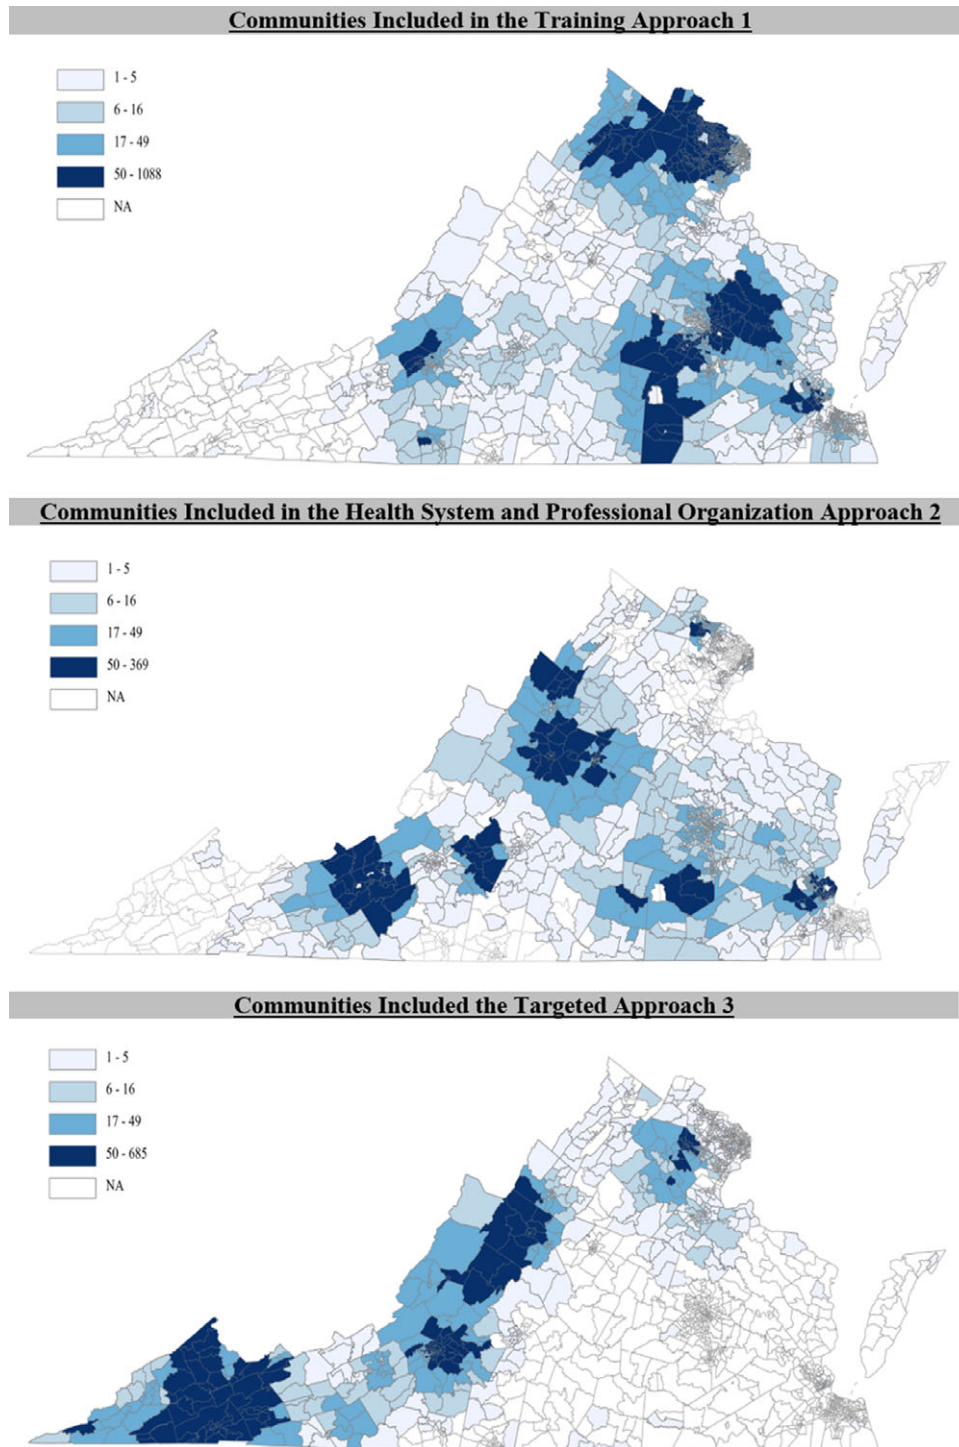 Communities Included in the Training Approach 1
1 - 5
6 - 16
17 - 49
50 - 1088
NA
Communities Included in the Health System and Professional Organization Approach 2
1 - 5
6 - 16
17 - 49
50 - 369
NA
Communities Included the Targeted Approach 3
1 - 5
6 - 16
17 - 49
50 - 685
NA